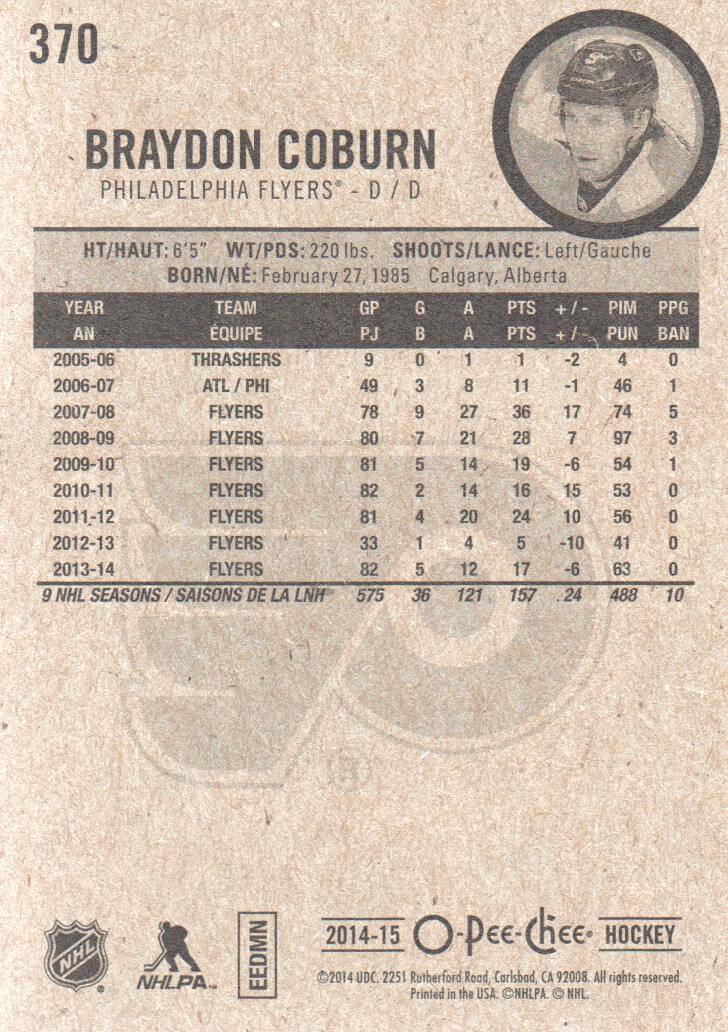 370
BRAYDON COBURN
PHILADELPHIA FLYERS® - D / D
HT/HAUT: 6'5" WT/PDS: 220 lbs. SHOOTS/LANCE: Left/Gauche
BORN/NÉ: February 27, 1985 Calgary, Alberta
YEAR TEAM GP G A PTS + / - PIM PPG
AN ÉQUIPE PJ B A PTS + / - PUN BAN
2005-06 THRASHERS 9 0 1 1 -2 4 0
2006-07 ATL / PHI 49 3 8 11 -1 46 1
2007-08 FLYERS 78 9 27 36 17 74 5
2008-09 FLYERS 80 7 21 28 7 97 3
2009-10 FLYERS 81 5 14 19 -6 54 1
2010-11 FLYERS 82 2 14 16 15 53 0
2011-12 FLYERS 81 4 20 24 10 56 0
2012-13 FLYERS 33 1 4 5 -10 41 0
2013-14 FLYERS 82 5 12 17 -6 63 0
9 NHL SEASONS / SAISONS DE LA LNH 575 36 121 157 24 488 10
®
NHL ®
NHLPA™
EEDMN
2014-15 O-Pee-Chee® HOCKEY
©2014 UDC. 2251 Rutherford Road, Carlsbad, CA 92008. All rights reserved.
Printed in the USA. ©NHLPA. © NHL.